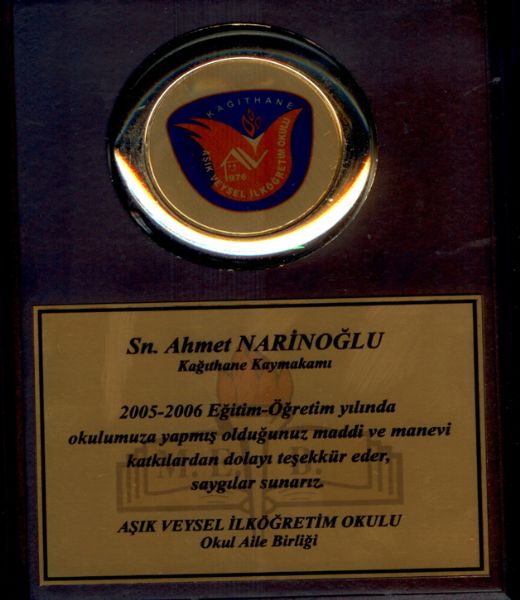 KAĞITHANE
1976
AŞIK VEYSEL İLKÖĞRETİM OKULU
Sn. Ahmet NARİNOĞLU
Kağıthane Kaymakamı
2005-2006 Eğitim-Öğretim yılında
okulumuza yapmış olduğunuz maddi ve manevi
katkılardan dolayı teşekkür eder,
saygılar sunarız.
AŞIK VEYSEL İLKÖĞRETİM OKULU
Okul Aile Birliği